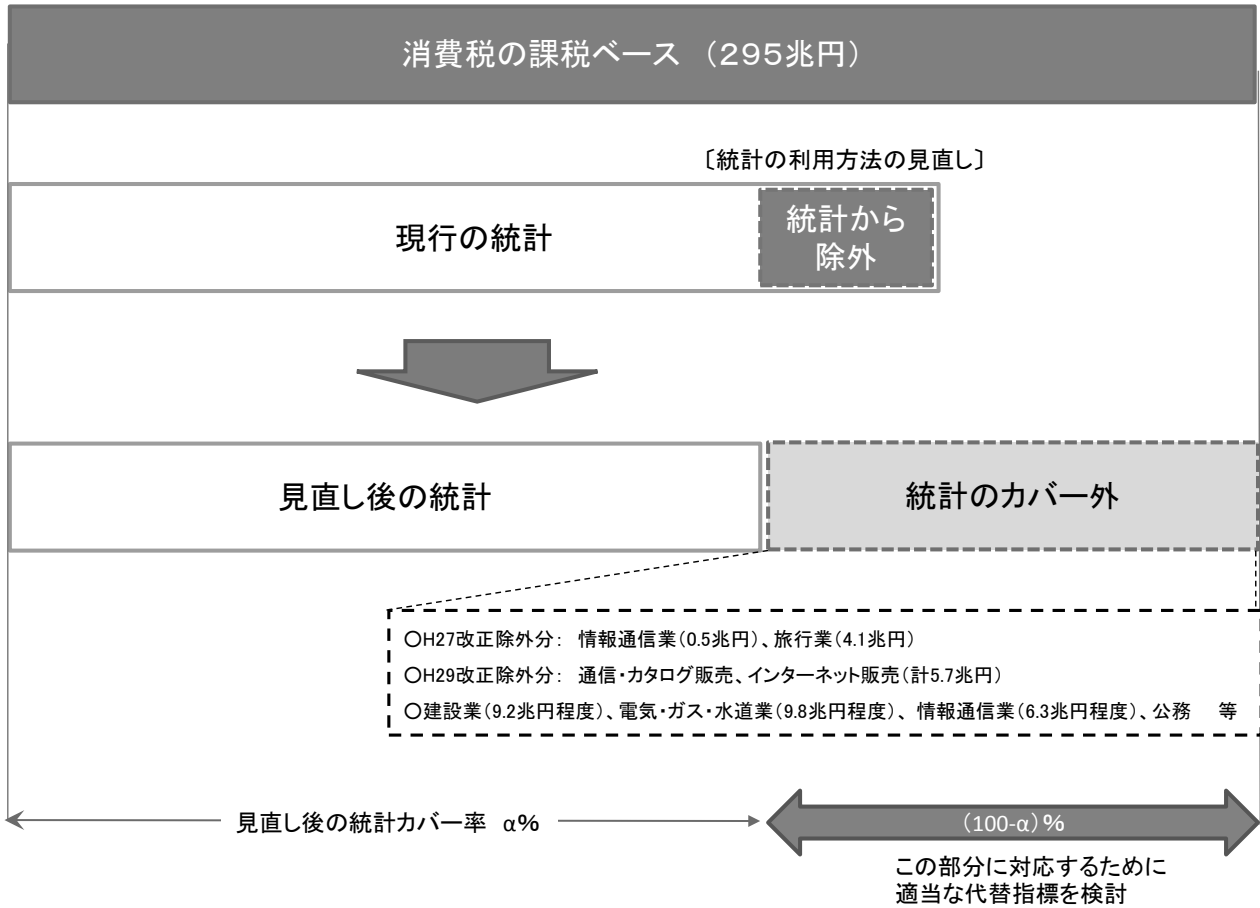 消費税の課税ベース （295兆円）
〔統計の利用方法の見直し〕
現行の統計
統計から
除外
見直し後の統計
統計のカバー外
○H27改正除外分： 情報通信業（0.5兆円）、旅行業（4.1兆円）
○H29改正除外分： 通信・カタログ販売、インターネット販売（計5.7兆円）
○建設業（9.2兆円程度）、電気・ガス・水道業（9.8兆円程度）、 情報通信業（6.3兆円程度）、公務 等
見直し後の統計カバー率 α％
（100-α）％
この部分に対応するために
適当な代替指標を検討